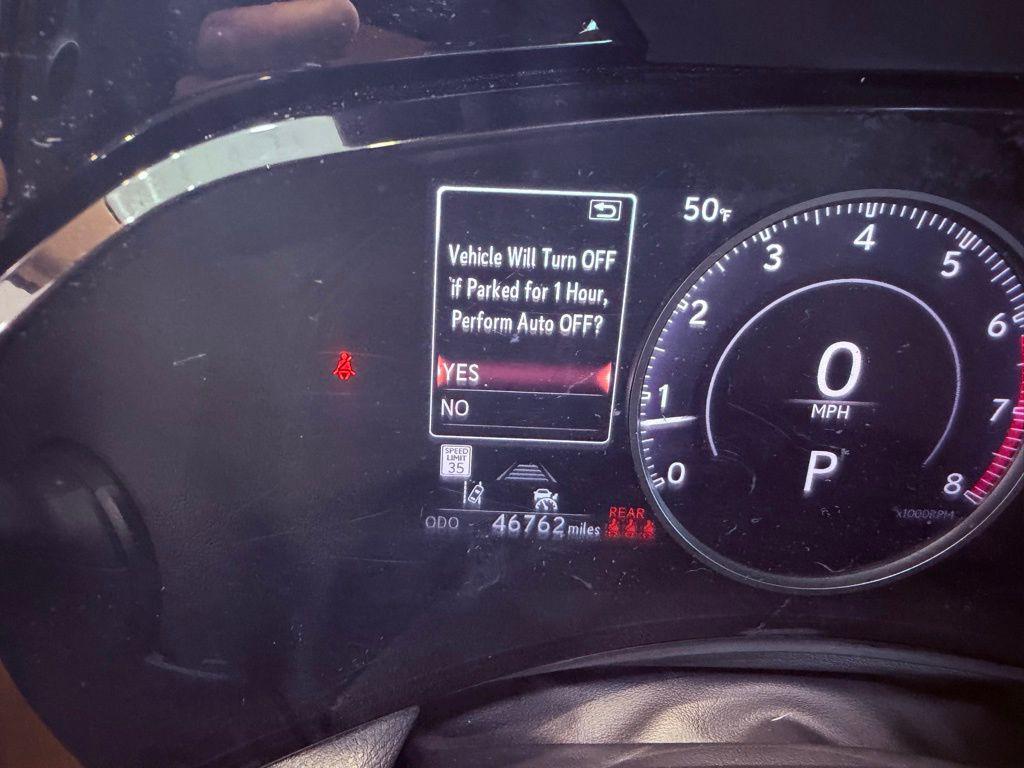 Vehicle Will Turn OFF
if Parked for 1 Hour,
Perform Auto OFF?
YES
NO
50°F
SPEED
LIMIT
35
ODO 46762 miles
REAR
0
1
2
3
4
5
6
7
8
0
MPH
P
x1000RPM